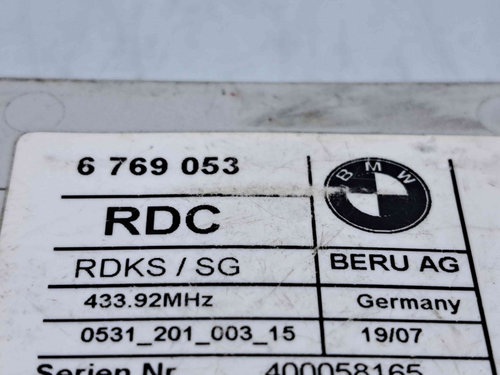 6 769 053
BMW
RDC
RDKS / SG
BERU AG
433.92MHz
Germany
0531_201_003_15
19/07
Serien Nr
400058165